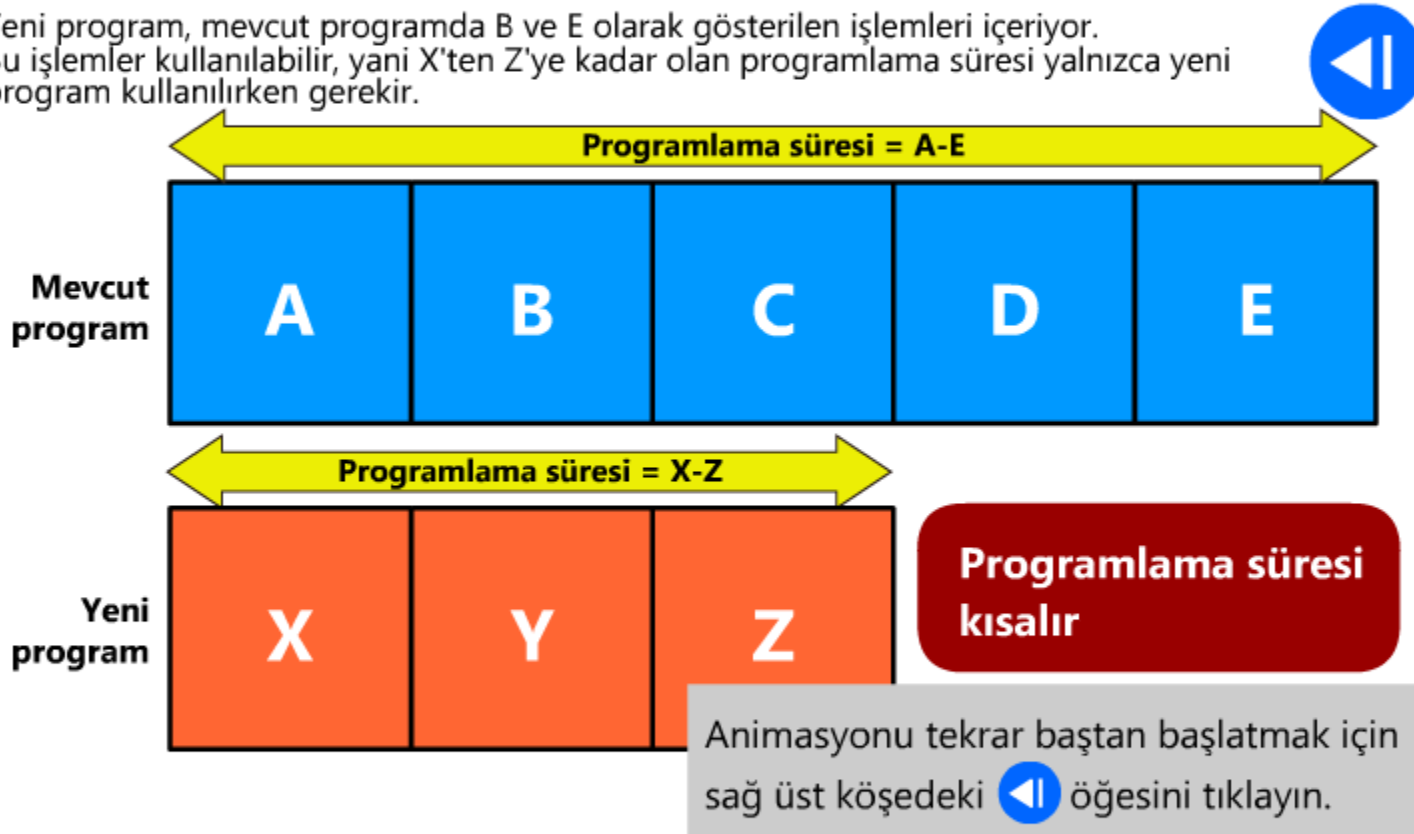 eni program, mevcut programda B ve E olarak gösterilen işlemleri içeriyor.
u işlemler kullanılabilir, yani X'ten Z'ye kadar olan programlama süresi yalnızca yeni
program kullanılırken gerekir.
Programlama süresi = A-E
Mevcut
program
A B C D E
Programlama süresi = X-Z
Yeni
program
X Y Z
Programlama süresi
kısalır
Animasyonu tekrar baştan başlatmak için
sağ üst köşedeki öğesini tıklayın.